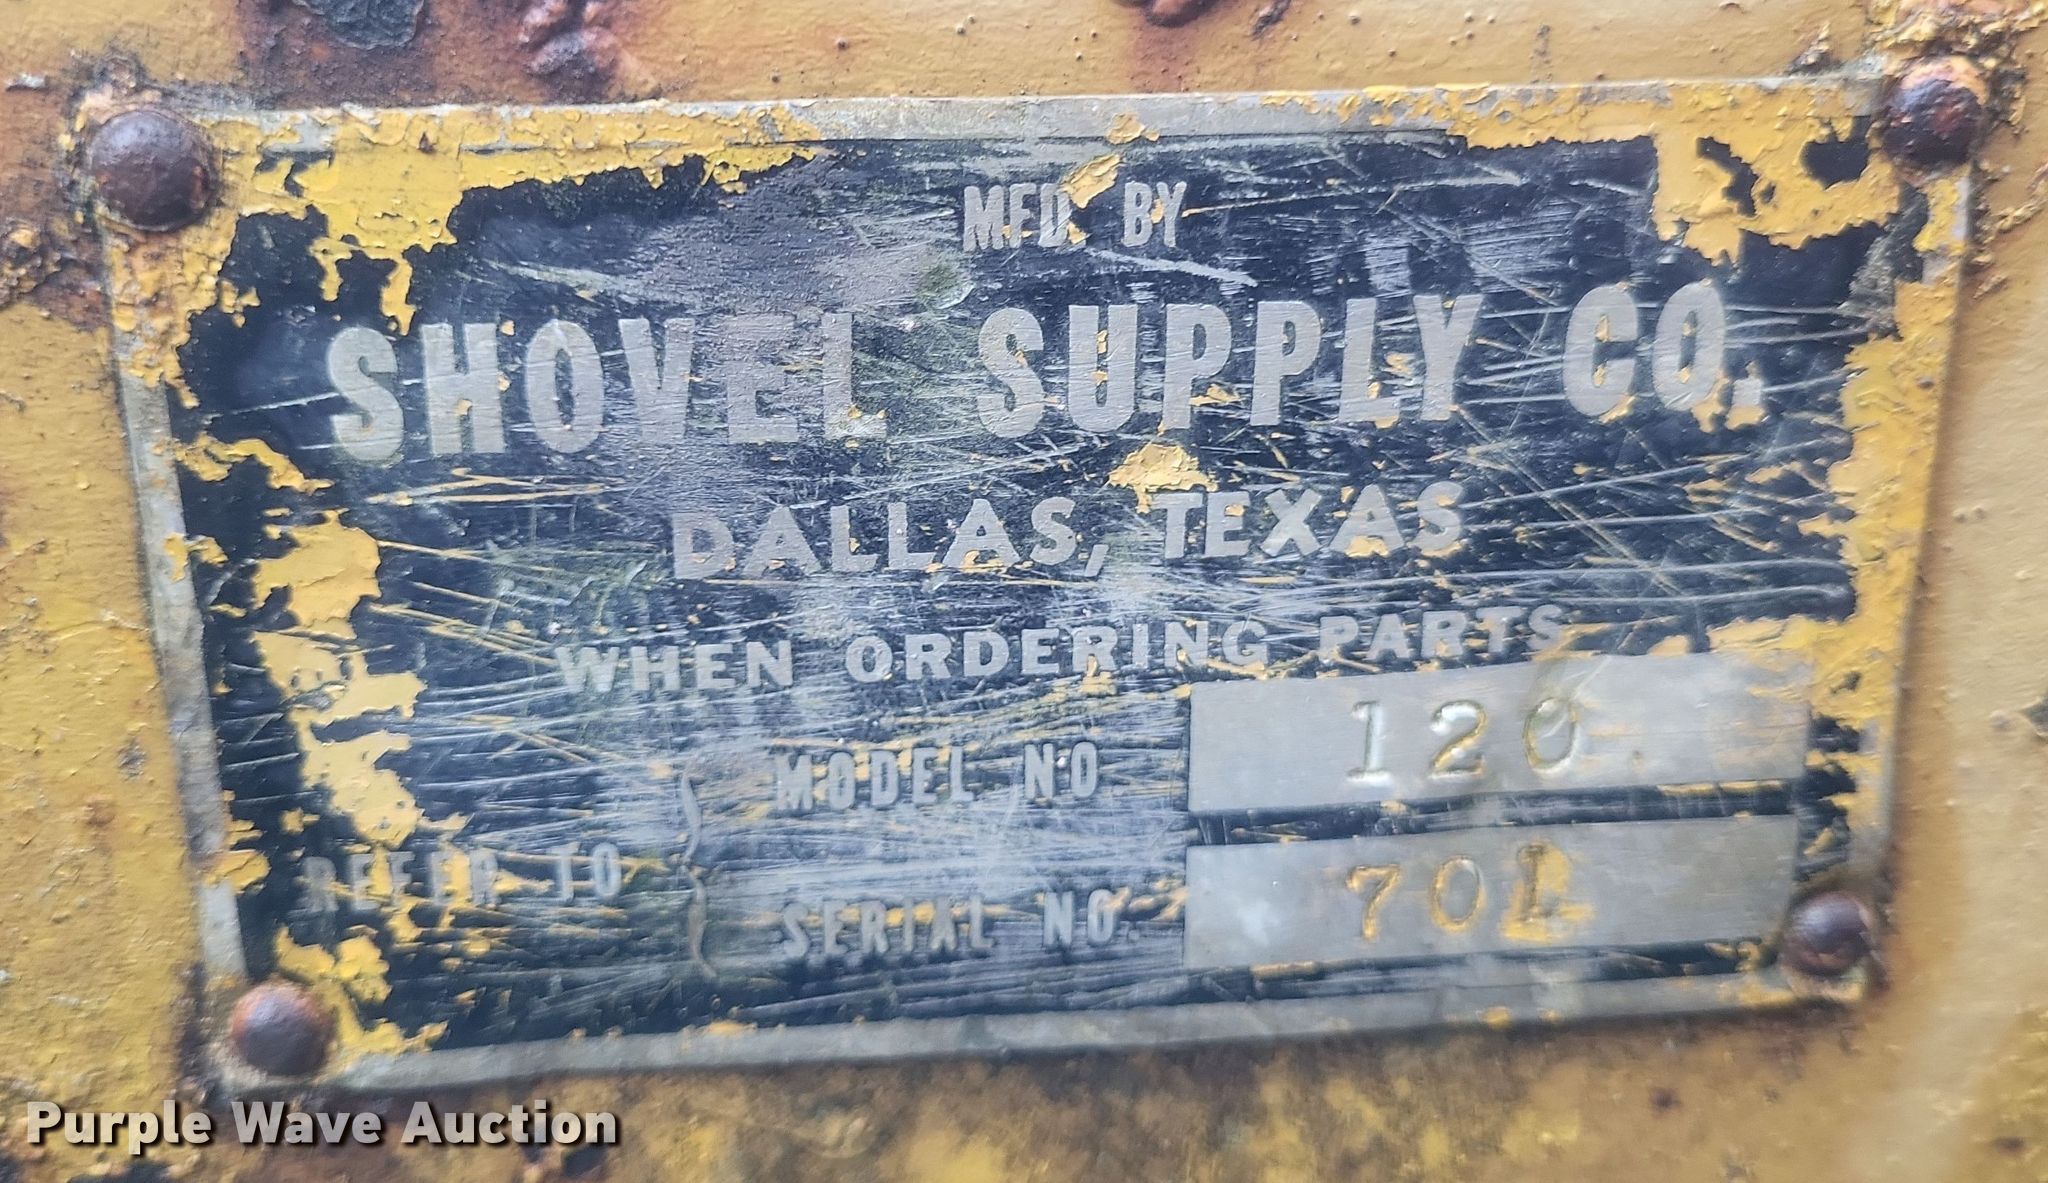 MFD. BY
SHOVEL SUPPLY CO.
DALLAS, TEXAS
WHEN ORDERING PARTS
REFER TO
MODEL NO 120
SERIAL NO. 701
Purple Wave Auction